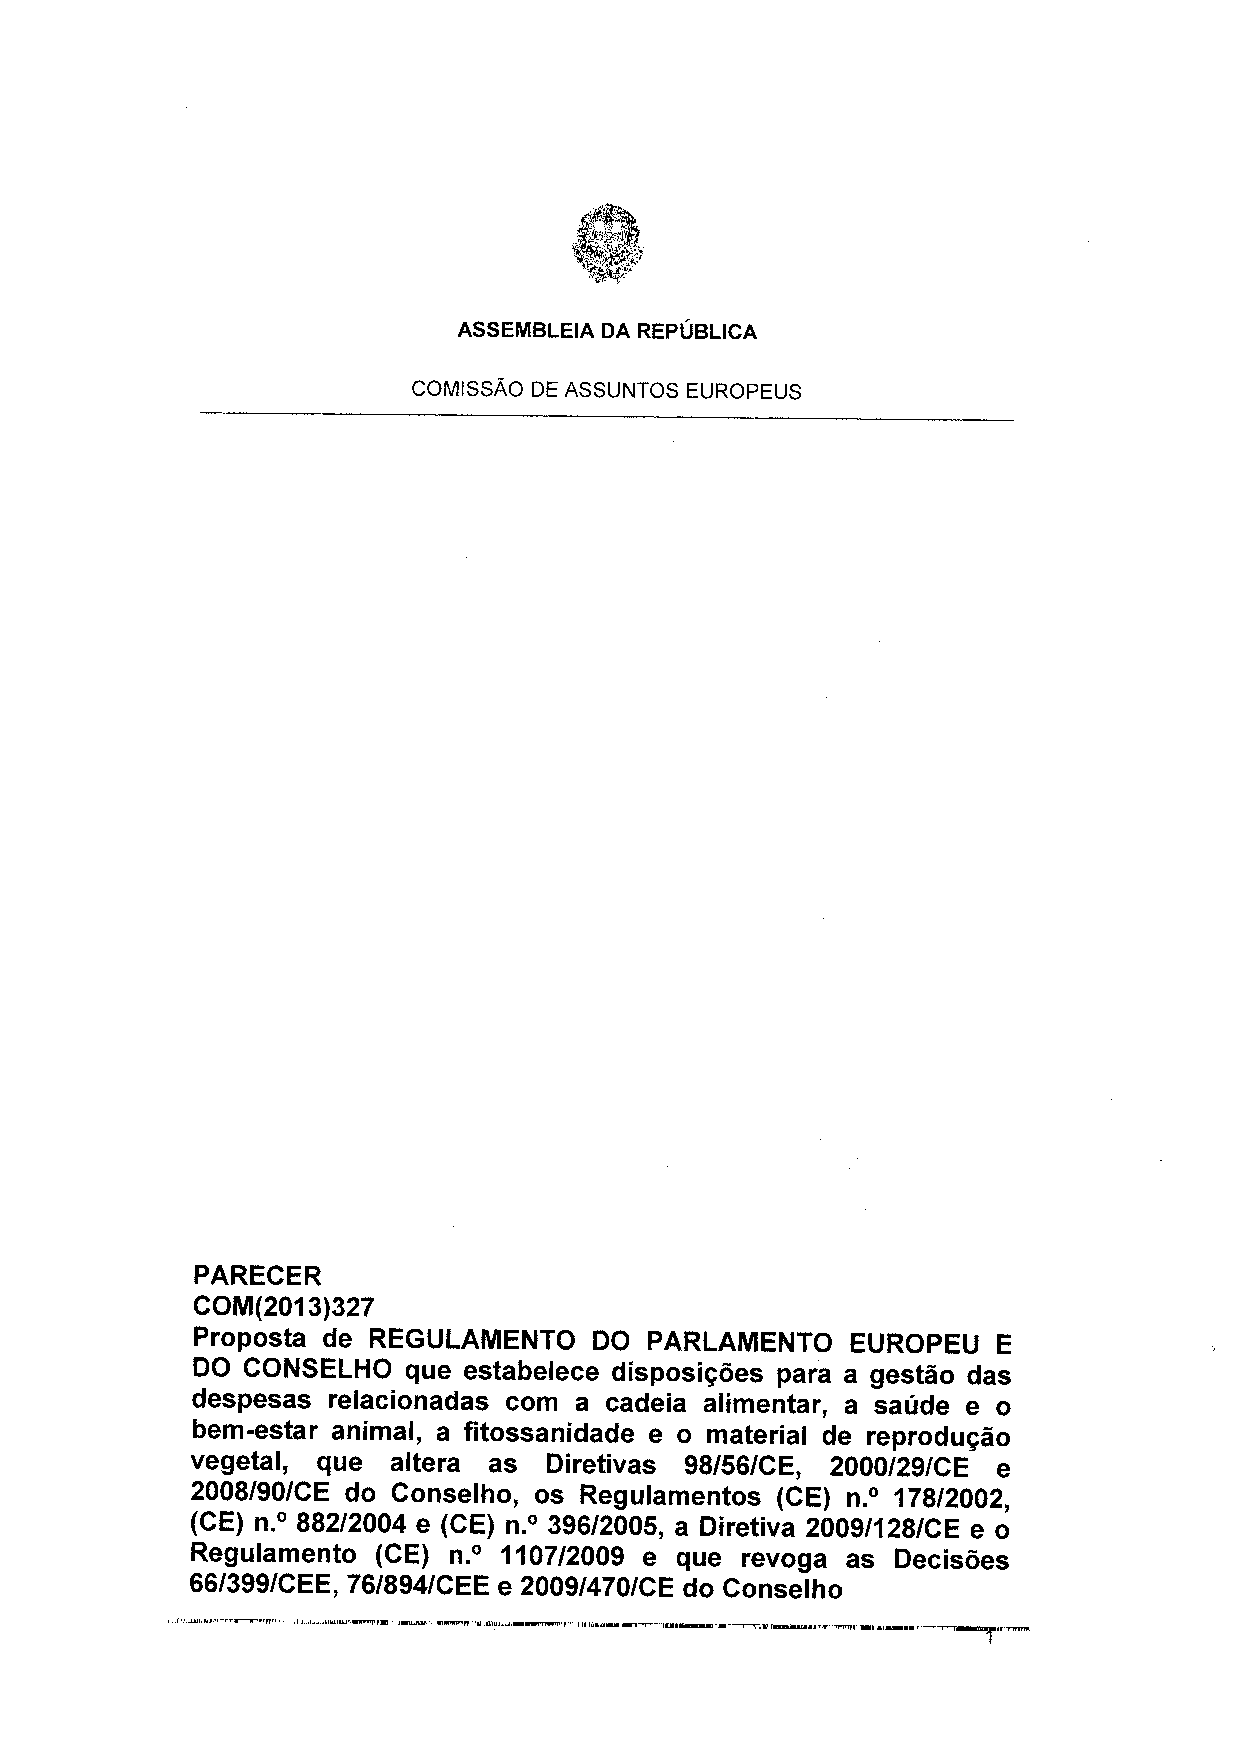 ASSEMBLEIA DA REPÚBLICA
COMISSÃO DE ASSUNTOS EUROPEUS
PARECER
COM(2013)327
Proposta de REGULAMENTO DO PARLAMENTO EUROPEU E
DO CONSELHO que estabelece disposições para a gestão das
despesas relacionadas com a cadeia alimentar, a saúde e o
bem-estar animal, a fitossanidade e o material de reprodução
vegetal, que altera as Diretivas 98/56/CE, 2000/29/CE e
2008/90/CE do Conselho, os Regulamentos (CE) n.º 178/2002,
(CE) n.º 882/2004 e (CE) n.º 396/2005, a Diretiva 2009/128/CE e o
Regulamento (CE) n.º 1107/2009 e que revoga as Decisões
66/399/CEE, 76/894/CEE e 2009/470/CE do Conselho
1